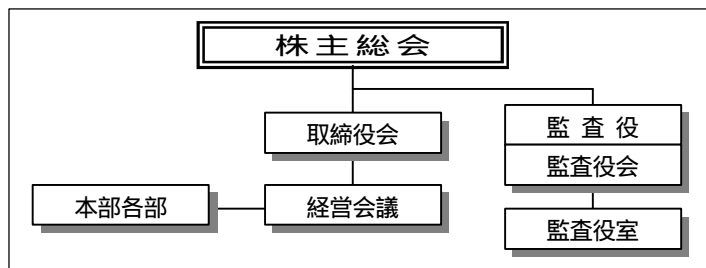 株主総会
取締役会
監査役
監査役会
本部各部
経営会議
監査役室